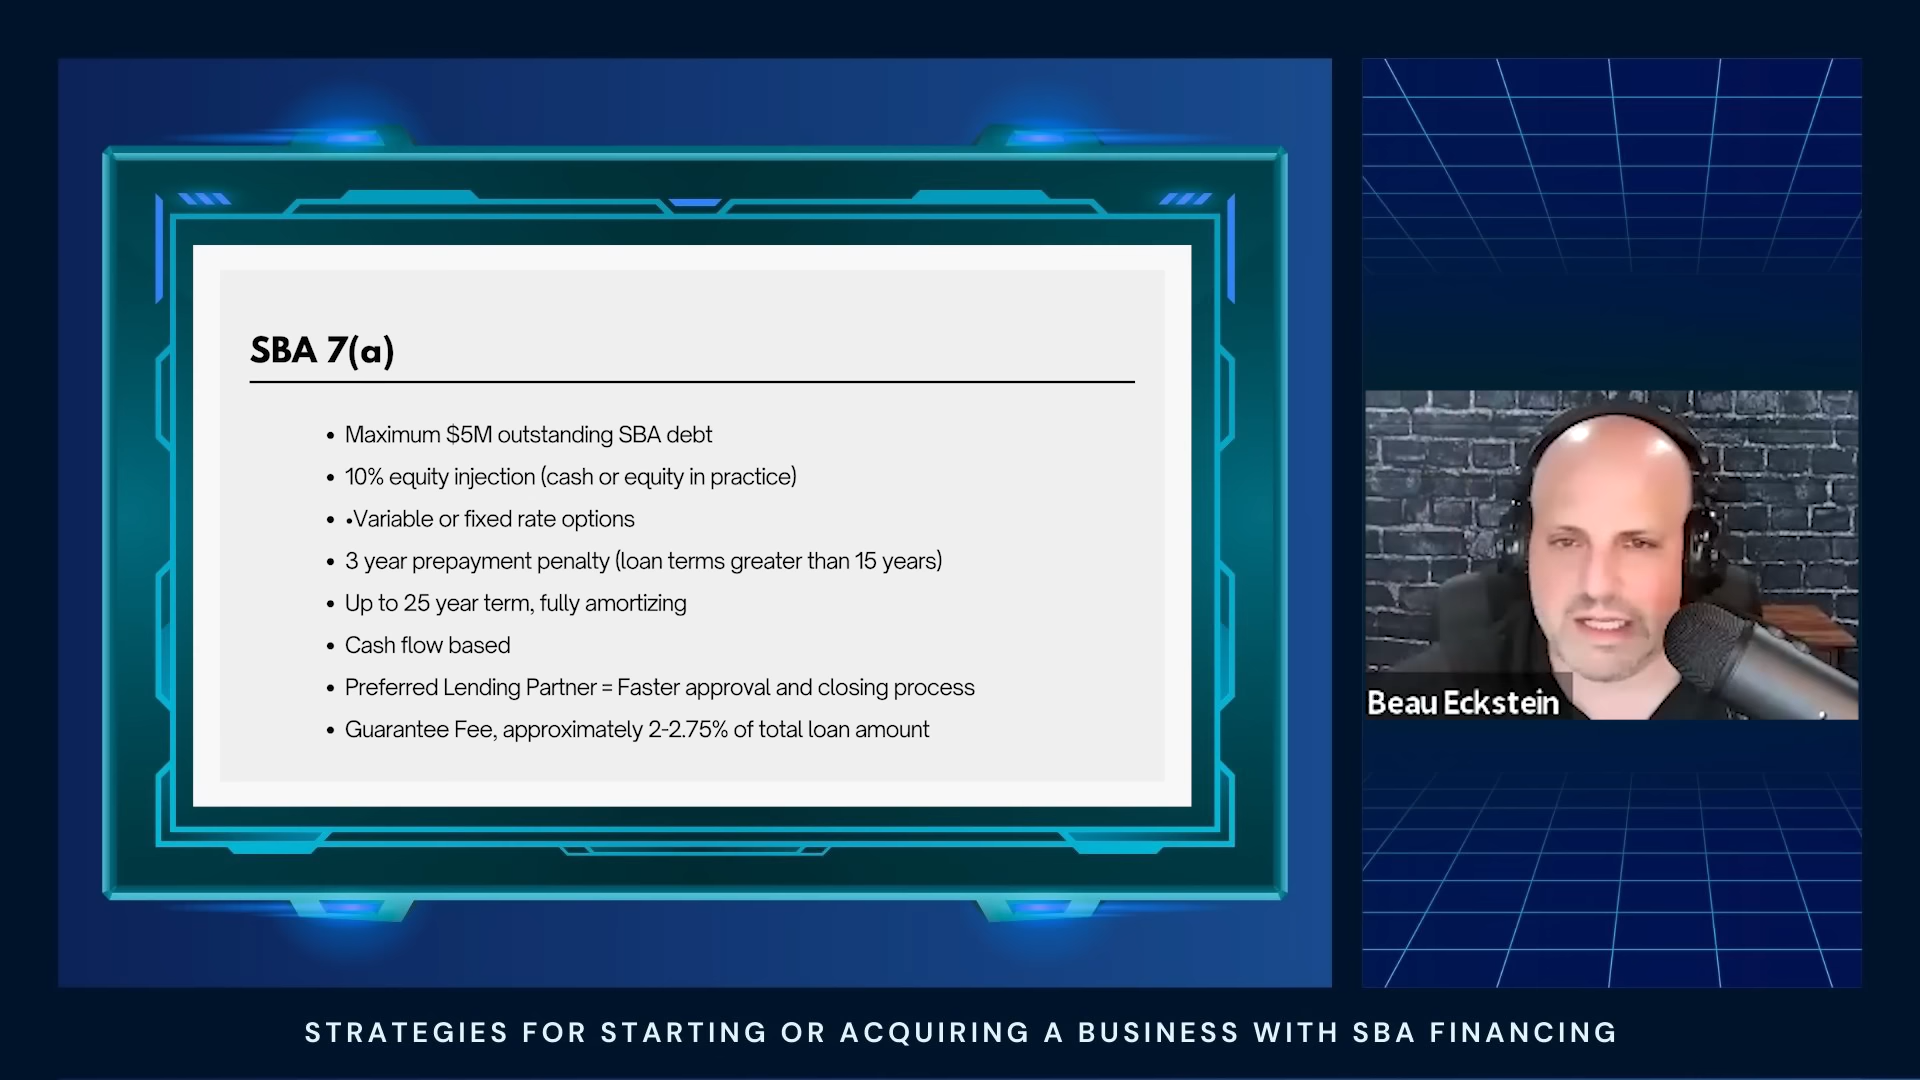 SBA 7(a)
• Maximum $5M outstanding SBA debt
• 10% equity injection (cash or equity in practice)
• •Variable or fixed rate options
• 3 year prepayment penalty (loan terms greater than 15 years)
• Up to 25 year term, fully amortizing
• Cash flow based
• Preferred Lending Partner = Faster approval and closing process
• Guarantee Fee, approximately 2-2.75% of total loan amount
Beau Eckstein
STRATEGIES FOR STARTING OR ACQUIRING A BUSINESS WITH SBA FINANCING